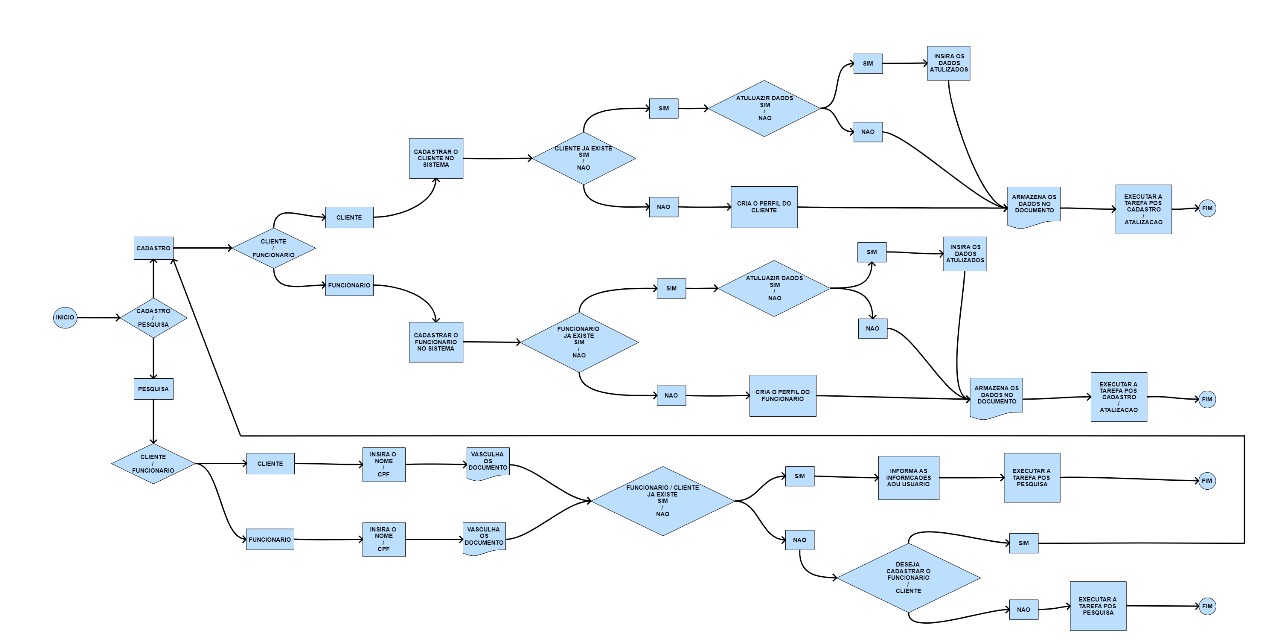 SIM
INSIRA OS
DADOS
ATULIZADOS
ATULUAZIR DADOS
SIM
/
NAO
SIM
NAO
CADASTRAR O
CLIENTE NO
SISTEMA
CLIENTE JA EXISTE
SIM
/
NAO
NAO
CRIA O PERFIL DO
CLIENTE
ARMAZENA OS
DADOS NO
DOCUMENTO
EXECUTAR A
TAREFA POS
CADASTRO
/
ATALIZACAO
FIM
CLIENTE
CADASTRO
CLIENTE
/
FUNCIONARIO
FUNCIONARIO
SIM
INSIRA OS
DADOS
ATULIZADOS
ATULUAZIR DADOS
SIM
/
NAO
SIM
NAO
INICIO
CADASTRO
/
PESQUISA
CADASTRAR O
FUNCIONARIO
NO SISTEMA
FUNCIONARIO
JA EXISTE
SIM
/
NAO
PESQUISA
NAO
CRIA O PERFIL DO
FUNCIONARIO
ARMAZENA OS
DADOS NO
DOCUMENTO
EXECUTAR A
TAREFA POS
CADASTRO
/
ATALIZACAO
FIM
CLIENTE
/
FUNCIONARIO
CLIENTE
INSIRA O
NOME
/
CPF
VASCULHA
OS
DOCUMENTO
FUNCIONARIO / CLIENTE
JA EXISTE
SIM
/
NAO
SIM
INFORMA AS
INFORMCAOES
AOU USUARIO
EXECUTAR A
TAREFA POS
PESQUISA
FIM
FUNCIONARIO
INSIRA O
NOME
/
CPF
VASCULHA
OS
DOCUMENTO
NAO
SIM
DESEJA
CADASTRAR O
FUNCIONARIO
/
CLIENTE
NAO
EXECUTAR A
TAREFA POS
PESQUISA
FIM